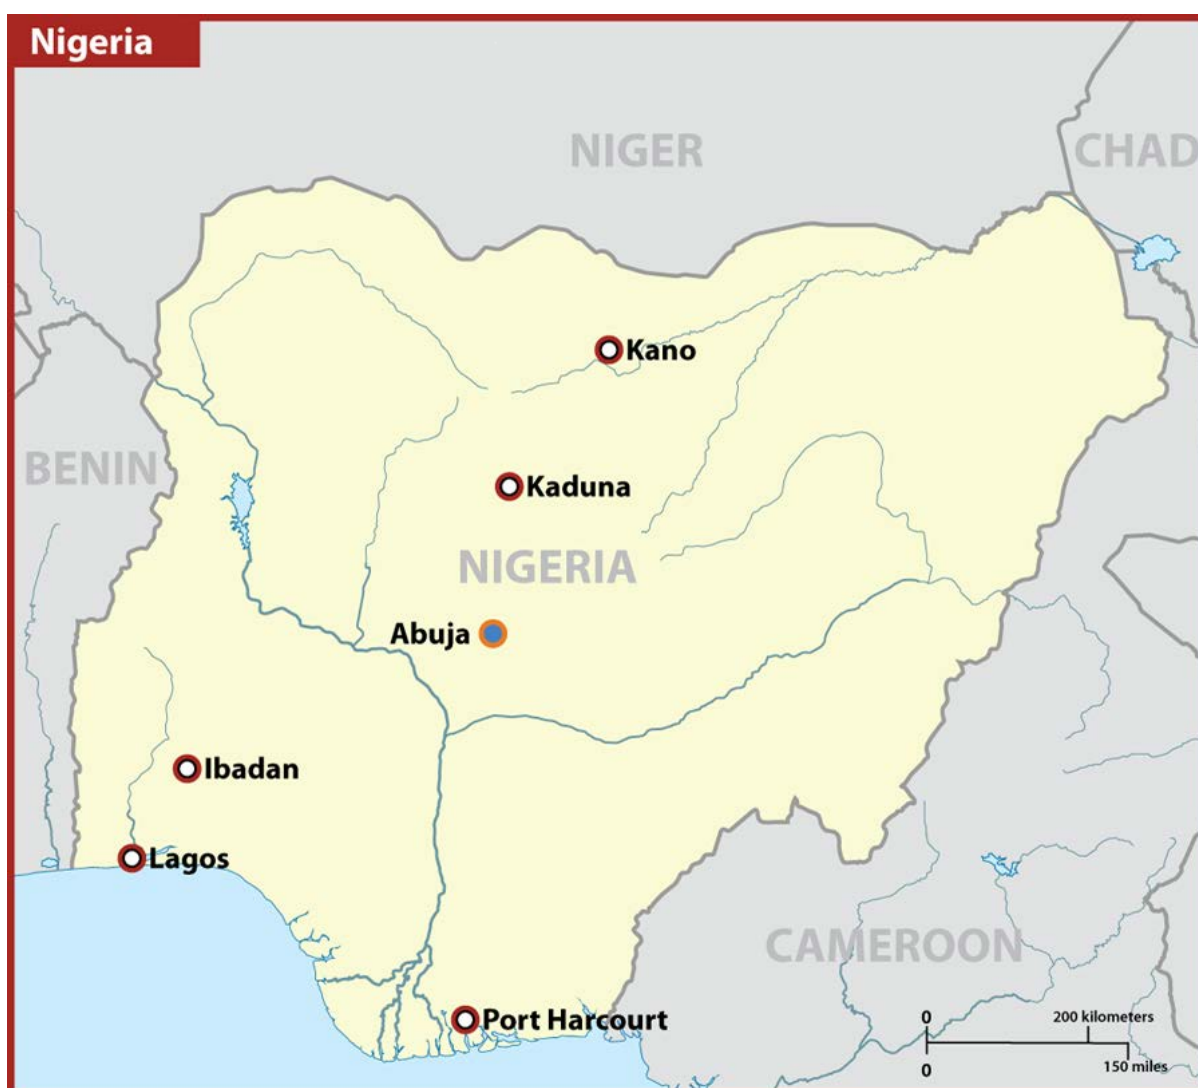 Nigeria
NIGER
CHAD
Kano
BENIN
Kaduna
NIGERIA
Abuja
Ibadan
Lagos
CAMEROON
Port Harcourt
0
200 kilometers
0
150 miles